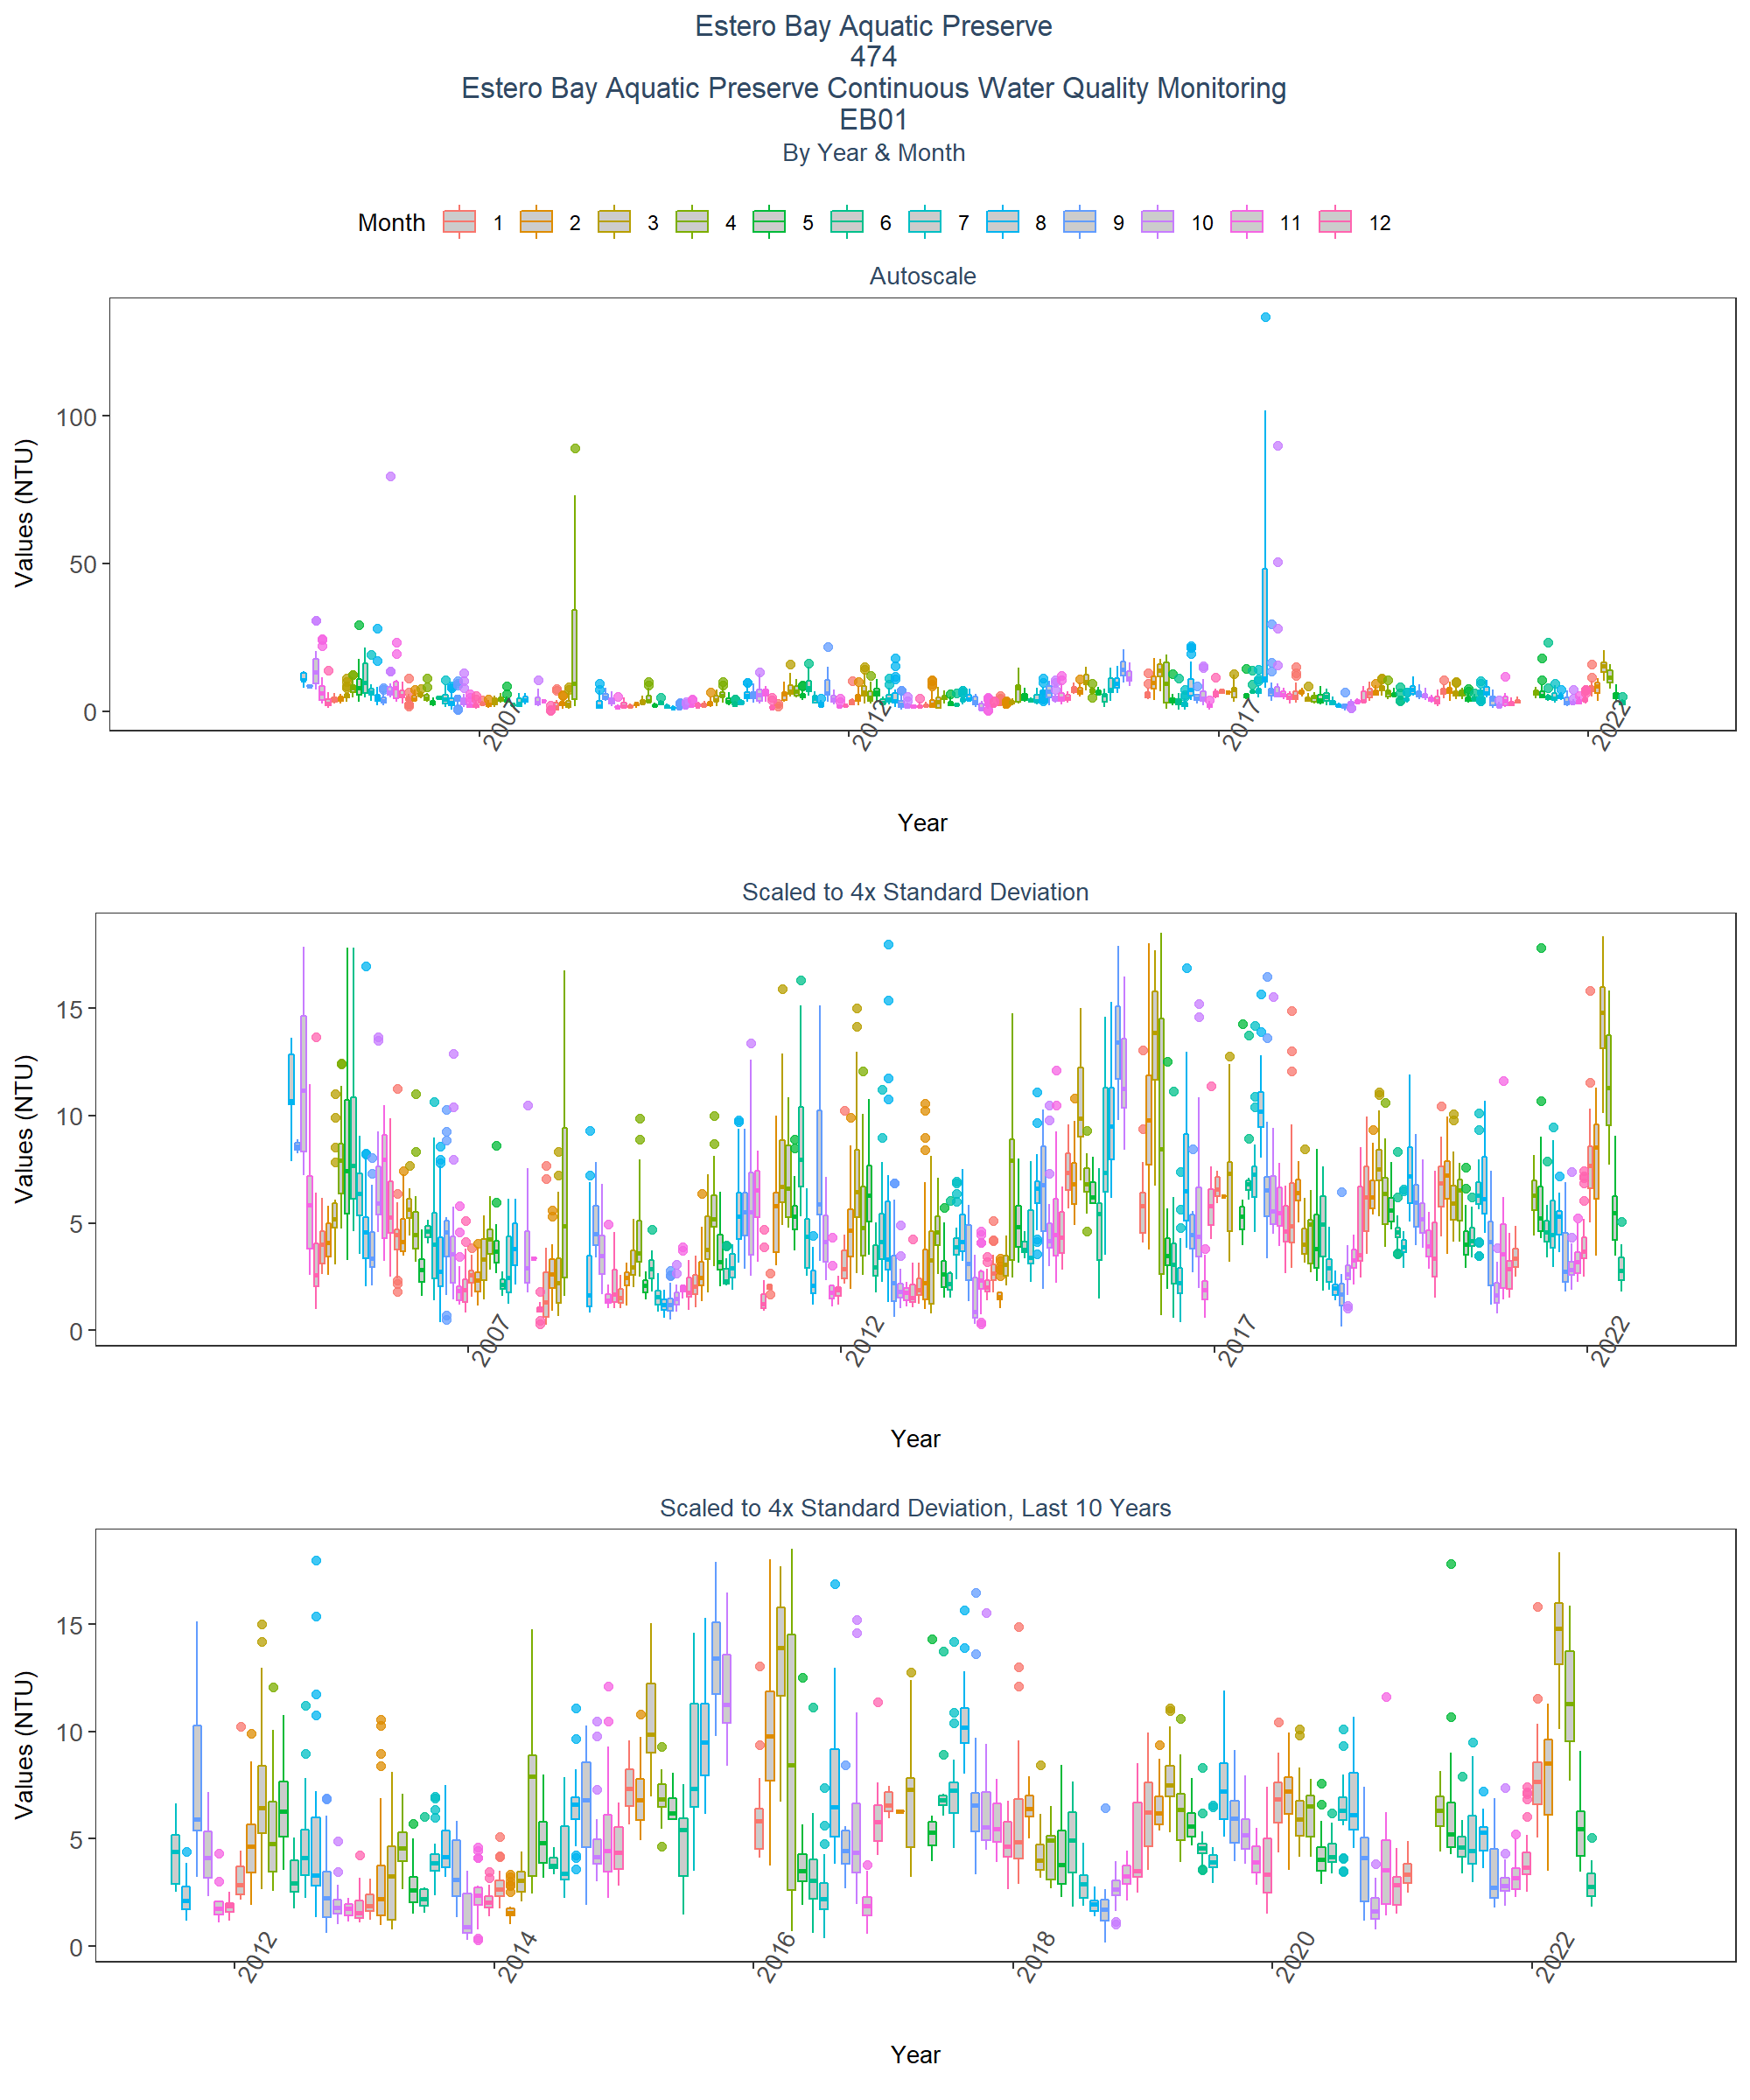 Estero Bay Aquatic Preserve
474
Estero Bay Aquatic Preserve Continuous Water Quality Monitoring
EB01
By Year & Month
Month 1 2 3 4 5 6 7 8 9 10 11 12
Autoscale
Values (NTU)
100
50
0
2007 2012 2017 2022
Year
Scaled to 4x Standard Deviation
Values (NTU)
15
10
5
0
2007 2012 2017 2022
Year
Scaled to 4x Standard Deviation, Last 10 Years
Values (NTU)
15
10
5
0
2012 2014 2016 2018 2020 2022
Year